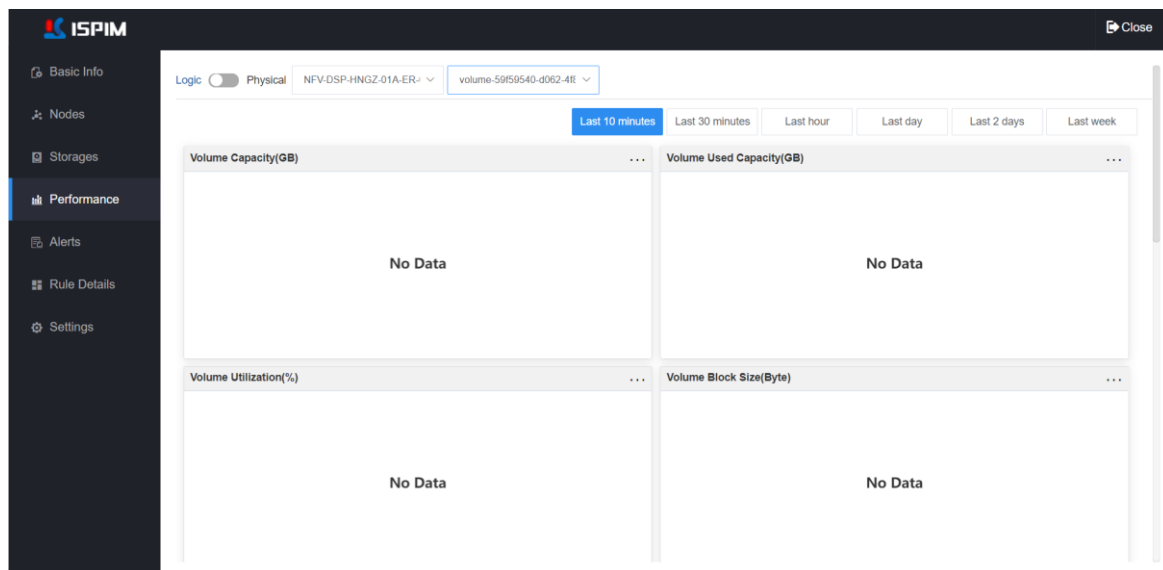 ISPIM
Close
Basic Info
Nodes
Storages
Performance
Alerts
Rule Details
Settings
Logic Physical NFV-DSP-HNGZ-01A-ER- volume-59f59540-d062-4f8
Last 10 minutes Last 30 minutes Last hour Last day Last 2 days Last week
Volume Capacity(GB) ... Volume Used Capacity(GB) ...
No Data No Data
Volume Utilization(%) ... Volume Block Size(Byte) ...
No Data No Data